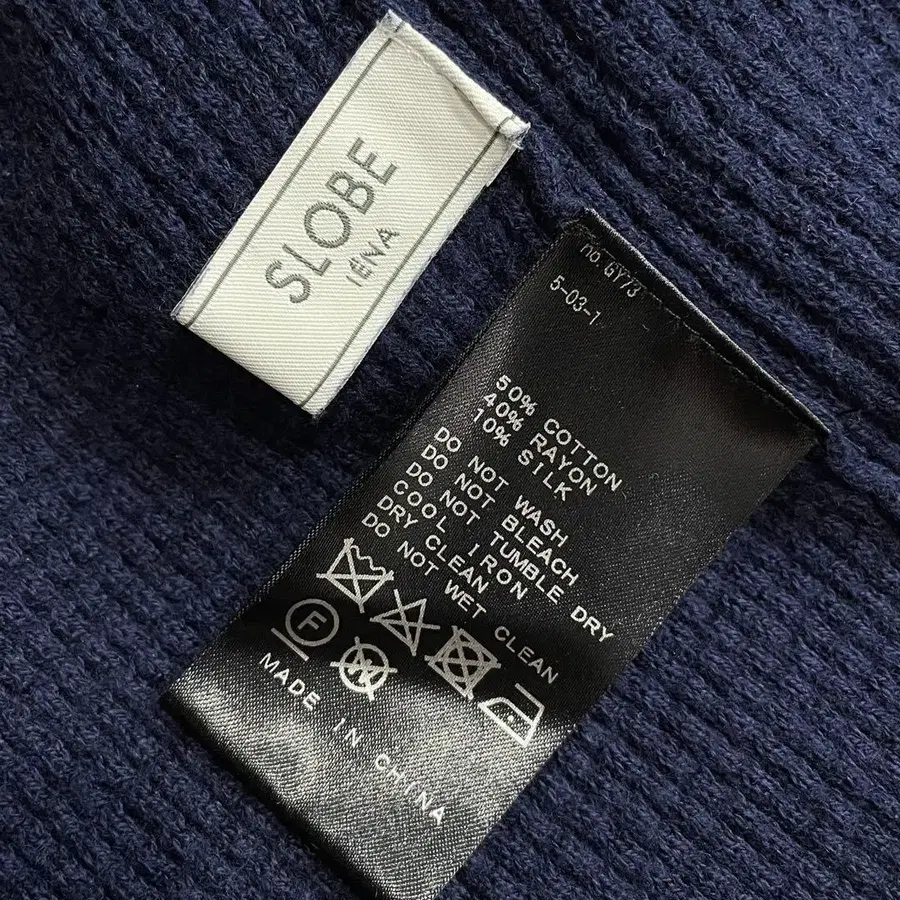 SLOBE
IÉNA
no. GY73
5-03-1
50% COTTON
40% RAYON
10% SILK
DO NOT WASH
DO NOT BLEACH
DO NOT TUMBLE DRY
COOL IRON
DRY CLEAN
DO NOT WET CLEAN
F
W
MADE IN CHINA